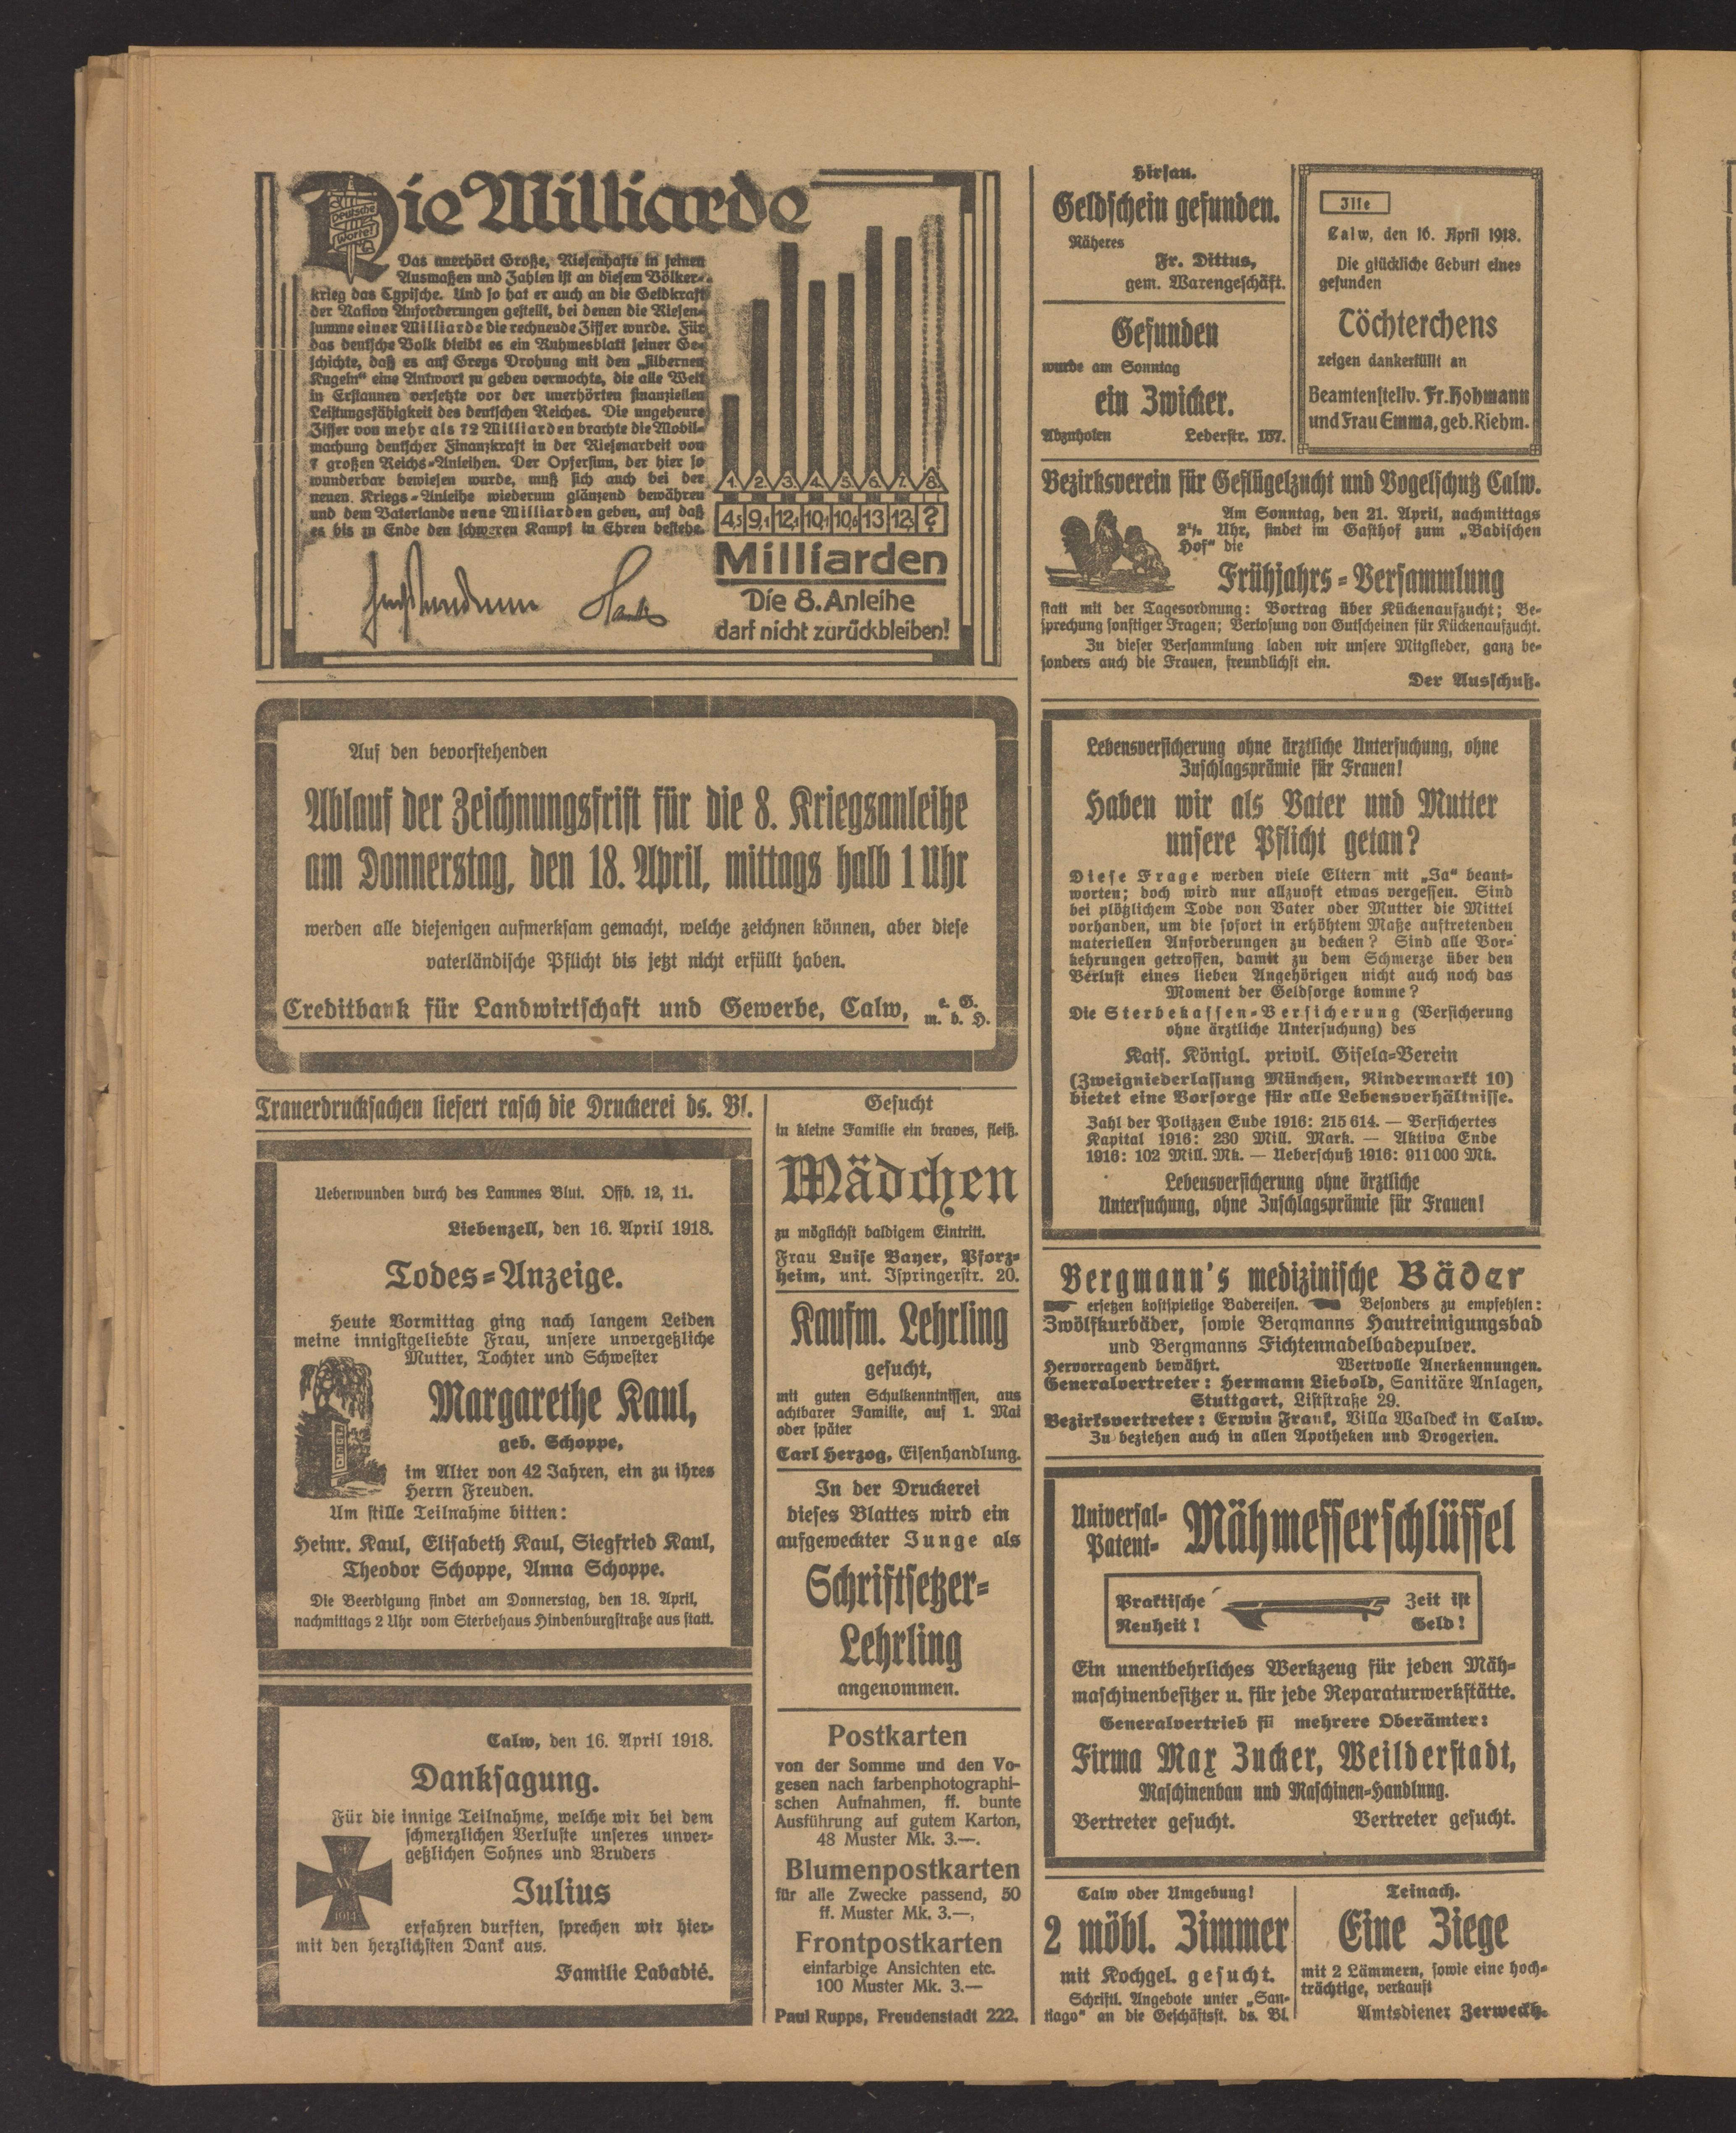 Die Milliarde
Deutsche
Worte!
Das unerhört Große, Riesenhafte in seinen
Ausmaßen und Zahlen ist an diesem Völker-
krieg das Typische. Und so hat er auch an die Geldkraft
der Nation Anforderungen gestellt, bei denen die Riesen-
summe einer Milliarde die rechnende Ziffer wurde. Für
das deutsche Volk bleibt es ein Ruhmesblatt seiner Ge-
schichte, daß es auf Greys Drohung mit den „silbernen
Kugeln“ eine Antwort zu geben vermochte, die alle Welt
in Erstaunen versetzte vor der unerhörten finanziellen
Leistungsfähigkeit des deutschen Reiches. Die ungeheure
Ziffer von mehr als 72 Milliarden brachte die Mobil-
machung deutscher Finanzkraft in der Riesenarbeit von
7 großen Reichs-Anleihen. Der Opfersinn, der hier so
wunderbar bewiesen wurde, muß sich auch bei der
neuen Kriegs-Anleihe wiederum glänzend bewähren
und dem Vaterlande neue Milliarden geben, auf daß
es bis zu Ende den schweren Kampf in Ehren bestehe.
1. 2. 3. 4. 5. 6. 7. 8.
4,5 9,1 12,1 10,1 10,6 13 12,5 ?
Milliarden
Die 8. Anleihe
darf nicht zurückbleiben!
Auf den bevorstehenden
Ablauf der Zeichnungsfrist für die 8. Kriegsanleihe
am Donnerstag, den 18. April, mittags halb 1 Uhr
werden alle diejenigen aufmerksam gemacht, welche zeichnen können, aber diese
vaterländische Pflicht bis jetzt nicht erfüllt haben.
Creditbank für Landwirtschaft und Gewerbe, Calw, e. G.
m. b. H.
Trauerdrucksachen liefert rasch die Druckerei ds. Bl.
Ueberwunden durch des Lammes Blut. Offb. 12, 11.
Liebenzell, den 16. April 1918.
Todes-Anzeige.
Heute Vormittag ging nach langem Leiden
meine innigstgeliebte Frau, unsere unvergeßliche
Mutter, Tochter und Schwester
Margarethe Kaul,
geb. Schoppe,
im Alter von 42 Jahren, ein zu ihres
Herrn Freuden.
Um stille Teilnahme bitten:
Heinr. Kaul, Elisabeth Kaul, Siegfried Kaul,
Theodor Schoppe, Anna Schoppe.
Die Beerdigung findet am Donnerstag, den 18. April,
nachmittags 2 Uhr vom Sterbehaus Hindenburgstraße aus statt.
Calw, den 16. April 1918.
Danksagung.
Für die innige Teilnahme, welche wir bei dem
schmerzlichen Verluste unseres unver-
geßlichen Sohnes und Bruders
W
1914
Julius
erfahren durften, sprechen wir hier-
mit den herzlichsten Dank aus.
Familie Labadié.
Gesucht
in kleine Familie ein braves, fleiß.
Mädchen
zu möglichst baldigem Eintritt.
Frau Luise Bayer, Pforz-
heim, unt. Ispringerstr. 20.
Kaufm. Lehrling
gesucht,
mit guten Schulkenntnissen, aus
achtbarer Familie, auf 1. Mai
oder später
Carl Herzog, Eisenhandlung.
In der Druckerei
dieses Blattes wird ein
aufgeweckter Junge als
Schriftsetzer-
Lehrling
angenommen.
Postkarten
von der Somme und den Vo-
gesen nach farbenphotographi-
schen Aufnahmen, ff. bunte
Ausführung auf gutem Karton,
48 Muster Mk. 3.—.
Blumenpostkarten
für alle Zwecke passend, 50
ff. Muster Mk. 3.—,
Frontpostkarten
einfarbige Ansichten etc.
100 Muster Mk. 3.—
Paul Rupps, Freudenstadt 222.
Hirsau.
Geldschein gefunden.
Näheres
Fr. Dittus,
gem. Warengeschäft.
Gefunden
wurde am Sonntag
ein Zwicker.
Abzuholen Lederstr. 157.
Ilse
Calw, den 16. April 1918.
Die glückliche Geburt eines
gesunden
Töchterchens
zeigen dankerfüllt an
Beamtenstellv. Fr. Hohmann
und Frau Emma, geb. Riehm.
Bezirksverein für Geflügelzucht und Vogelschutz Calw.
Am Sonntag, den 21. April, nachmittags
Uhr, findet im Gasthof zum „Badischen
Hof“ die
Frühjahrs-Versammlung
statt mit der Tagesordnung: Vortrag über Kückenaufzucht; Be-
sprechung sonstiger Fragen; Verlosung von Gutscheinen für Kückenaufzucht.
Zu dieser Versammlung laden wir unsere Mitglieder, ganz be-
sonders auch die Frauen, freundlichst ein.
Der Ausschuß.
Lebensversicherung ohne ärztliche Untersuchung, ohne
Zuschlagsprämie für Frauen!
Haben wir als Vater und Mutter
unsere Pflicht getan?
Diese Frage werden viele Eltern mit „Ja“ beant-
worten; doch wird nur allzuoft etwas vergessen. Sind
bei plötzlichem Tode von Vater oder Mutter die Mittel
vorhanden, um die sofort in erhöhtem Maße auftretenden
materiellen Anforderungen zu decken? Sind alle Vor-
kehrungen getroffen, damit zu dem Schmerze über den
Verlust eines lieben Angehörigen nicht auch noch das
Moment der Geldsorge komme?
Die Sterbekassen-Versicherung (Versicherung
ohne ärztliche Untersuchung) des
Kais. Königl. privil. Gisela-Verein
(Zweigniederlassung München, Rindermarkt 10)
bietet eine Vorsorge für alle Lebensverhältnisse.
Zahl der Polizzen Ende 1916: 215 614. — Versichertes
Kapital 1916: 230 Mill. Mark. — Aktiva Ende
1916: 102 Mill. Mk. — Ueberschuß 1916: 911 000 Mk.
Lebensversicherung ohne ärztliche
Untersuchung, ohne Zuschlagsprämie für Frauen!
Bergmann's medizinische Bäder
ersetzen kostspielige Badereisen. Besonders zu empfehlen:
Zwölfkurbäder, sowie Bergmanns Hautreinigungsbad
und Bergmanns Fichtennadelbadepulver.
Hervorragend bewährt. Wertvolle Anerkennungen.
Generalvertreter: Hermann Liebold, Sanitäre Anlagen,
Stuttgart, Liststraße 29.
Bezirksvertreter: Erwin Frank, Villa Waldeck in Calw.
Zu beziehen auch in allen Apotheken und Drogerien.
Universal-
Patent-
Mähmesserschlüssel
Praktische
Neuheit!
Zeit ist
Geld!
Ein unentbehrliches Werkzeug für jeden Mäh-
maschinenbesitzer u. für jede Reparaturwerkstätte.
Generalvertrieb für mehrere Oberämter:
Firma Max Zucker, Weilderstadt,
Maschinenbau und Maschinen-Handlung.
Vertreter gesucht. Vertreter gesucht.
Calw oder Umgebung!
2 möbl. Zimmer
mit Kochgel. gesucht.
Schriftl. Angebote unter „San-
tiago“ an die Geschäftsst. ds. Bl.
Teinach.
Eine Ziege
mit 2 Lämmern, sowie eine hoch-
trächtige, verkauft
Amtsdiener Zerweckh.